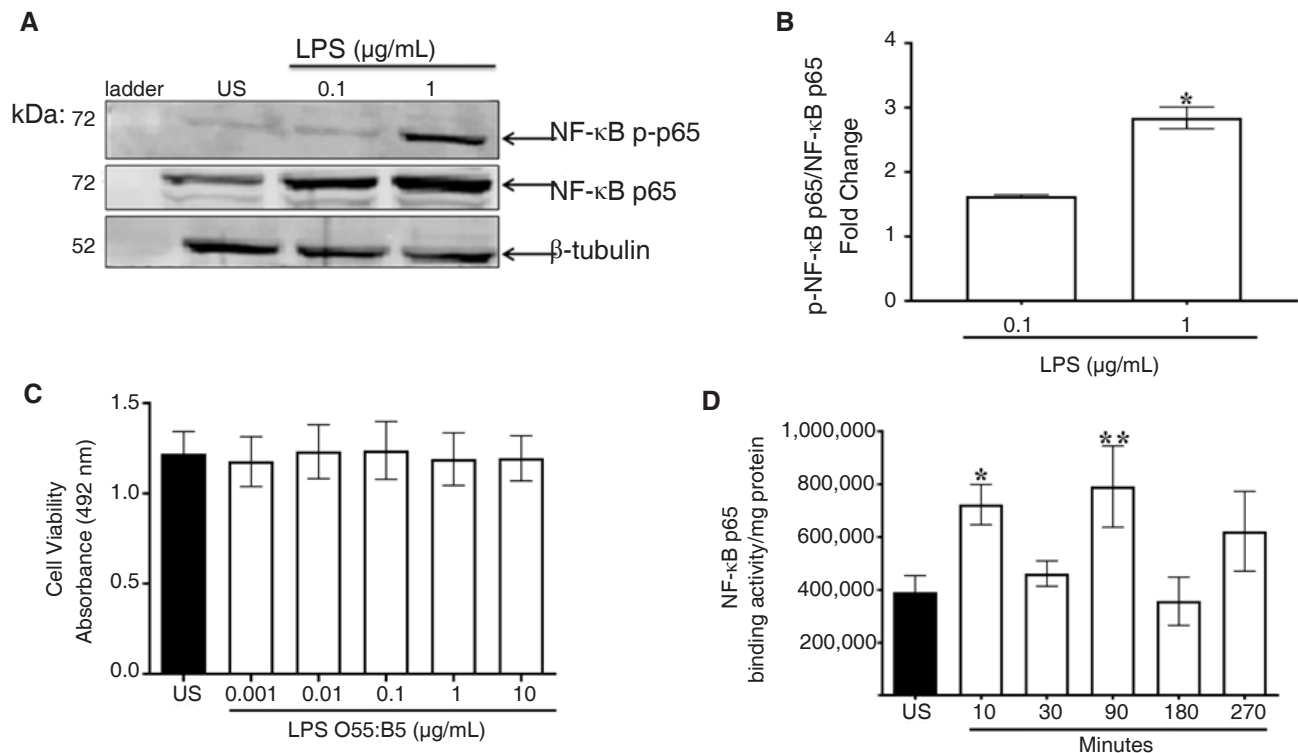 A
LPS (µg/mL)
ladder US 0.1 1
kDa: 72
NF-κB p-p65
72
NF-κB p65
52
β-tubulin
B
p-NF-κB p65/NF-κB p65
Fold Change
4
3
2
1
0
*
0.1 1
LPS (µg/mL)
C
Cell Viability
Absorbance (492 nm)
1.5
1.0
0.5
0.0
US 0.001 0.01 0.1 1 10
LPS O55:B5 (µg/mL)
D
NF-κB p65
binding activity/mg protein
1,000,000
800,000
600,000
400,000
200,000
*
**
US 10 30 90 180 270
Minutes